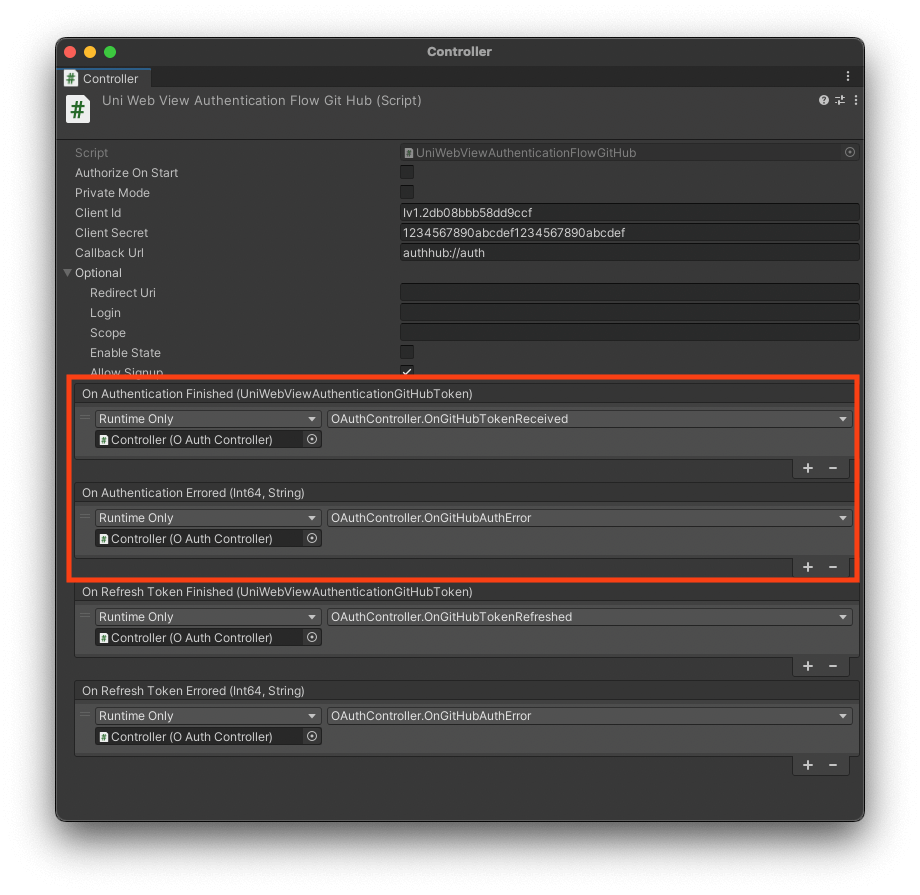 Controller
Controller
Uni Web View Authentication Flow Git Hub (Script)
Script UniWebViewAuthenticationFlowGitHub
Authorize On Start
Private Mode
Client Id Iv1.2db08bbb58dd9ccf
Client Secret 1234567890abcdef1234567890abcdef
Callback Url authhub://auth
Optional
Redirect Uri
Login
Scope
Enable State
Allow Signup
On Authentication Finished (UniWebViewAuthenticationGitHubToken)
Runtime Only OAuthController.OnGitHubTokenReceived
Controller (O Auth Controller)
On Authentication Errored (Int64, String)
Runtime Only OAuthController.OnGitHubAuthError
Controller (O Auth Controller)
On Refresh Token Finished (UniWebViewAuthenticationGitHubToken)
Runtime Only OAuthController.OnGitHubTokenRefreshed
Controller (O Auth Controller)
On Refresh Token Errored (Int64, String)
Runtime Only OAuthController.OnGitHubAuthError
Controller (O Auth Controller)